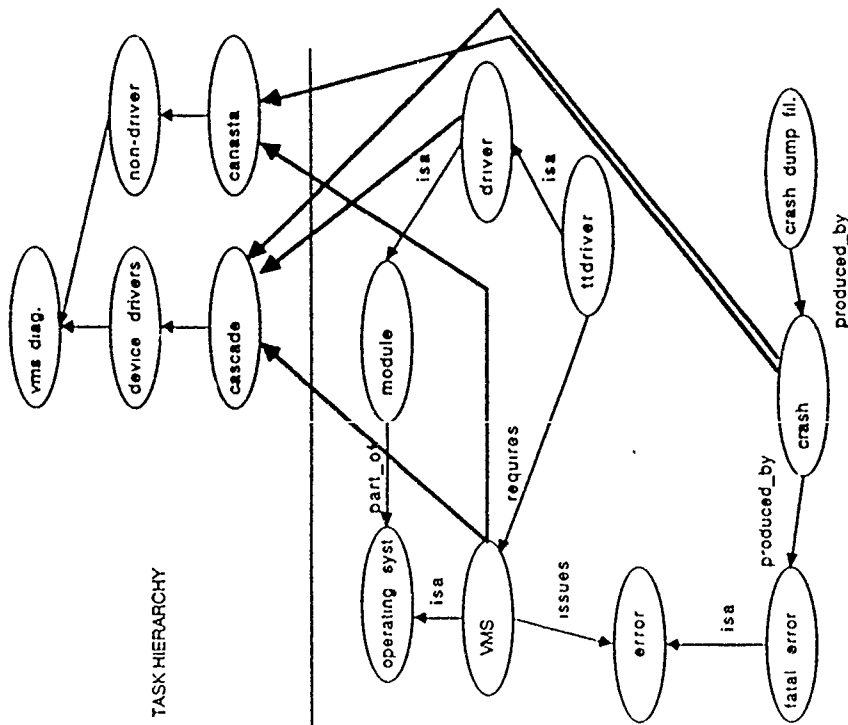 TASK HIERARCHY
vms diag.
device drivers
non-driver
cascade
canasta
operating syst
part_of
module
isa
driver
isa
VMS
requires
isa
ttdriver
issues
error
isa
fatal error
produced_by
crash
produced_by
crash dump fil.